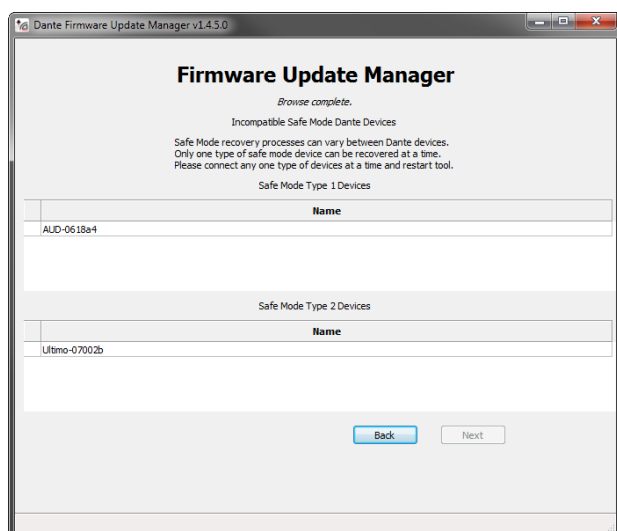 Dante Firmware Update Manager v1.4.5.0
Firmware Update Manager
Browse complete.
Incompatible Safe Mode Dante Devices
Safe Mode recovery processes can vary between Dante devices.
Only one type of safe mode device can be recovered at a time.
Please connect any one type of devices at a time and restart tool.
Safe Mode Type 1 Devices
Name
AUD-0618a4
Safe Mode Type 2 Devices
Name
Ultimo-07002b
Back Next